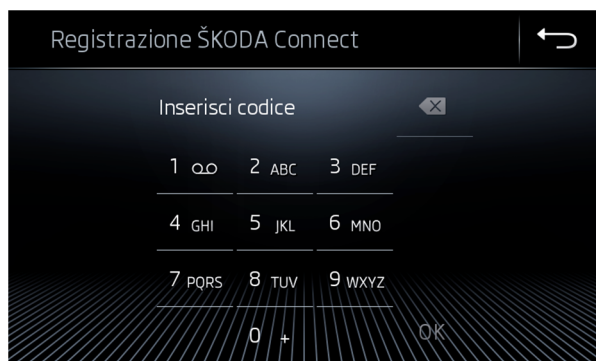 Registrazione ŠKODA Connect
Inserisci codice
1 2 ABC 3 DEF
4 GHI 5 JKL 6 MNO
7 PQRS 8 TUV 9 WXYZ
0 + OK